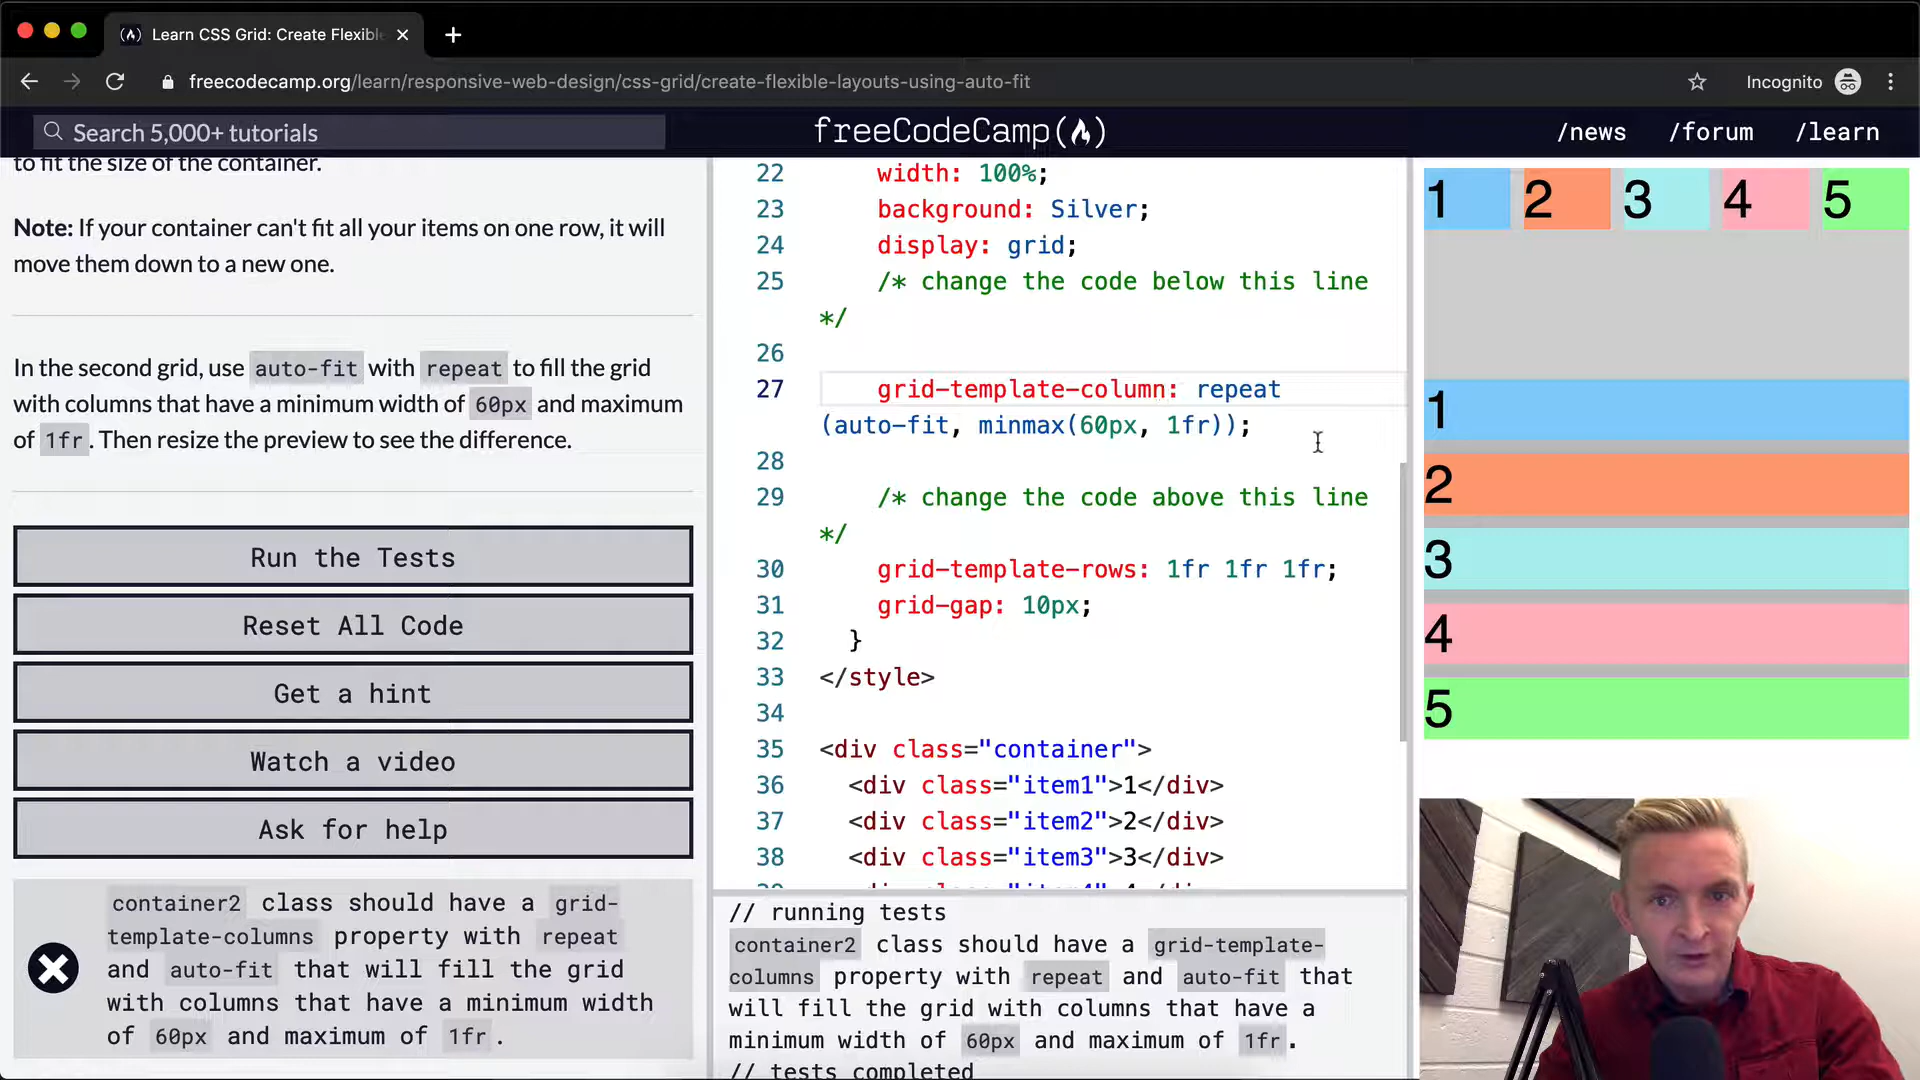 Learn CSS Grid: Create Flexibl
freecodecamp.org/learn/responsive-web-design/css-grid/create-flexible-layouts-using-auto-fit
Incognito
Search 5,000+ tutorials
freeCodeCamp
/news /forum /learn
to fit the size of the container.
Note: If your container can't fit all your items on one row, it will
move them down to a new one.
In the second grid, use auto-fit with repeat to fill the grid
with columns that have a minimum width of 60px and maximum
of 1fr. Then resize the preview to see the difference.
Run the Tests
Reset All Code
Get a hint
Watch a video
Ask for help
container2 class should have a grid-
template-columns property with repeat
and auto-fit that will fill the grid
with columns that have a minimum width
of 60px and maximum of 1fr.
22 width: 100%;
23 background: Silver;
24 display: grid;
25 /* change the code below this line
*/
26
27 grid-template-column: repeat
(auto-fit, minmax(60px, 1fr));
28
29 /* change the code above this line
*/
30 grid-template-rows: 1fr 1fr 1fr;
31 grid-gap: 10px;
32 }
33 </style>
34
35 <div class="container">
36 <div class="item1">1</div>
37 <div class="item2">2</div>
38 <div class="item3">3</div>
// running tests
container2 class should have a grid-template-
columns property with repeat and auto-fit that
will fill the grid with columns that have a
minimum width of 60px and maximum of 1fr.
// tests completed
1 2 3 4 5
1
2
3
4
5